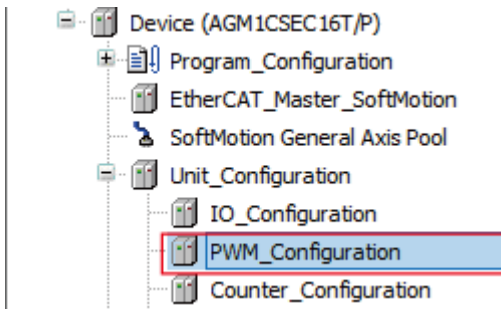 Device (AGM1CSEC16T/P)
Program_Configuration
EtherCAT_Master_SoftMotion
SoftMotion General Axis Pool
Unit_Configuration
IO_Configuration
PWM_Configuration
Counter_Configuration